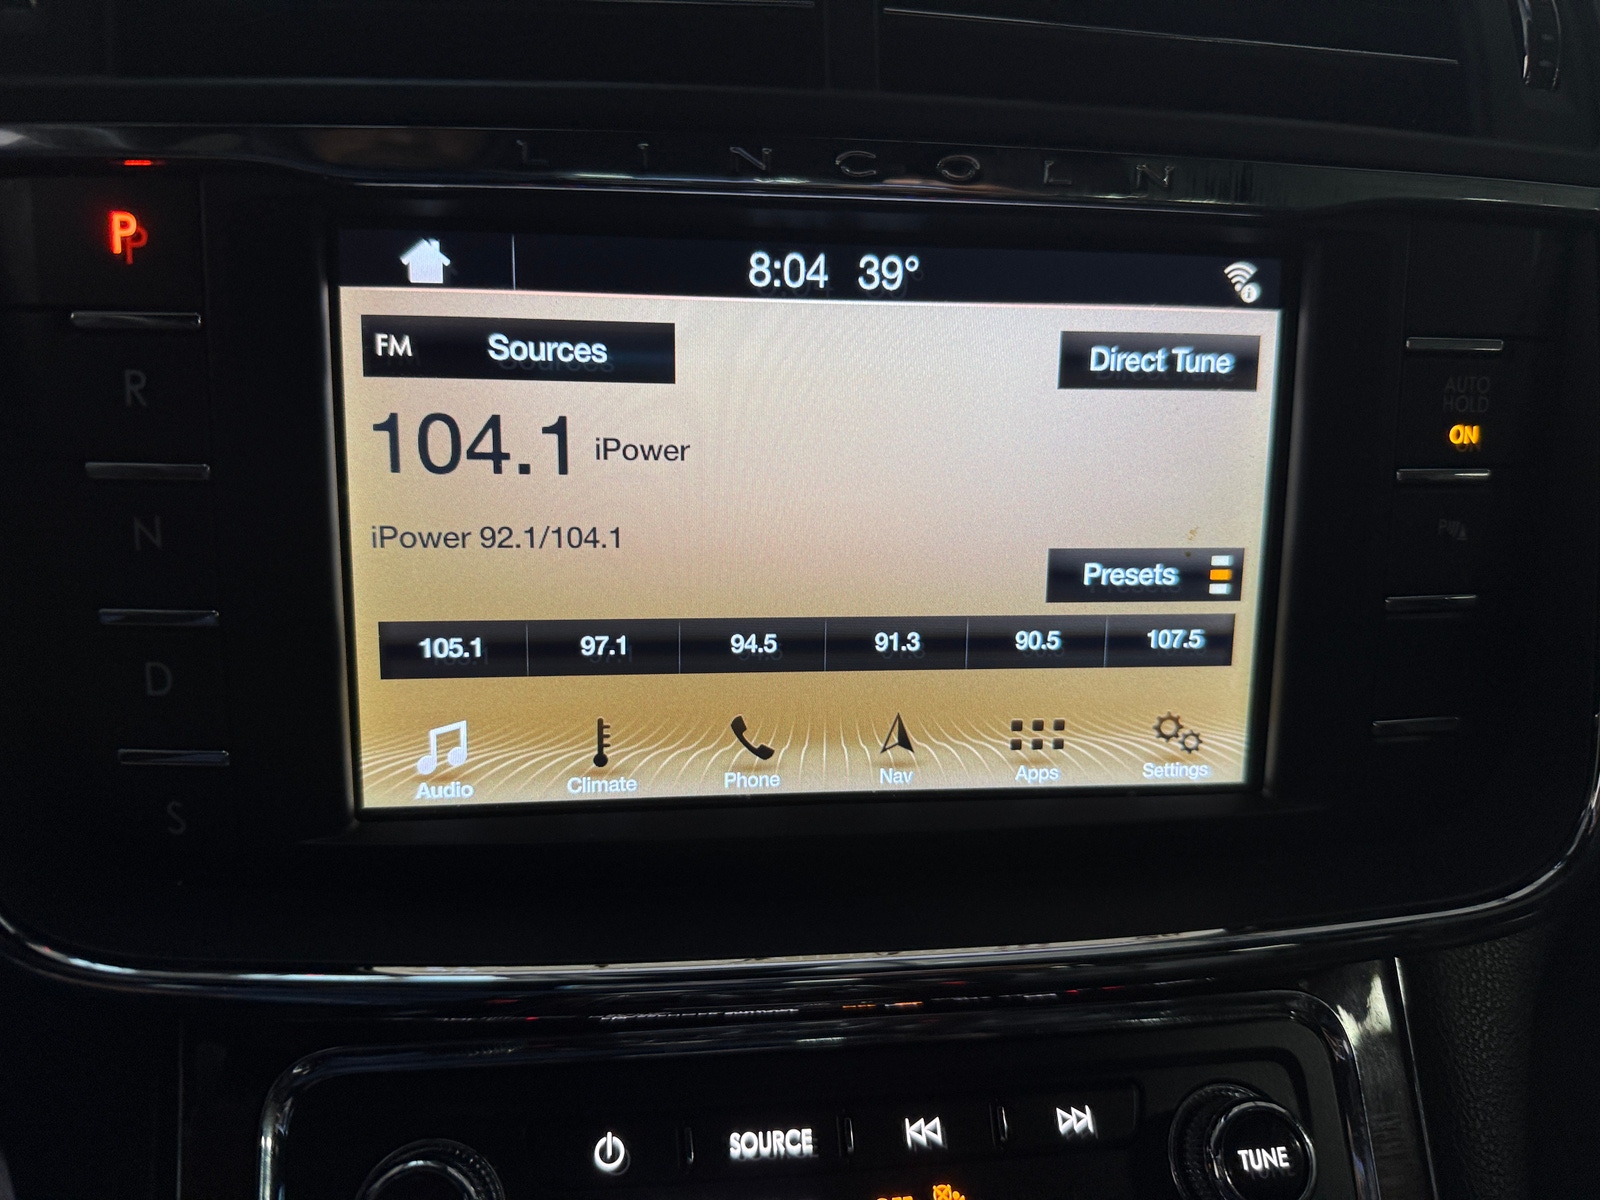 LINCOLN
P
8:04 39°
FM Sources
Direct Tune
R
AUTO
HOLD
ON
104.1 iPower
N
iPower 92.1/104.1
Presets
105.1 97.1 94.5 91.3 90.5 107.5
D
Audio Climate Phone Nav Apps Settings
S
SOURCE
TUNE